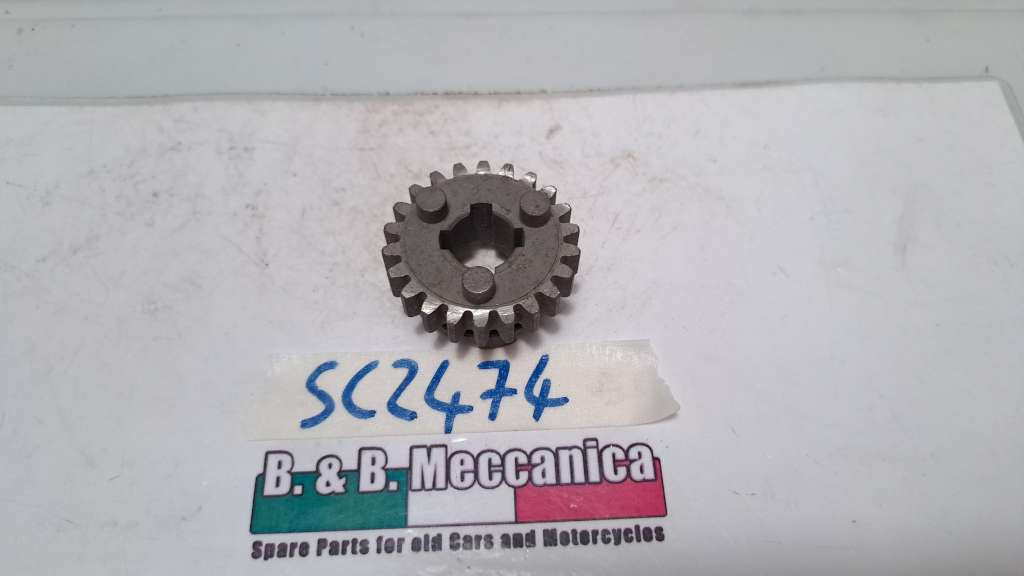 SC2474
B. & B. Meccanica
Spare Parts for old Cars and Motorcycles